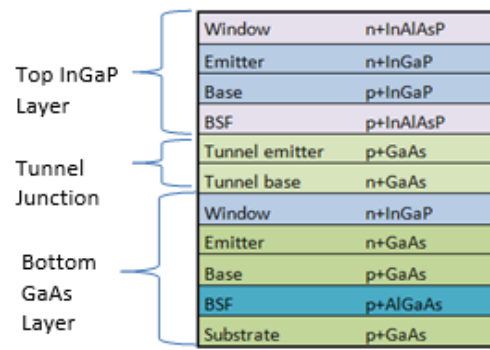 Top InGaP
Layer
Tunnel
Junction
Bottom
GaAs
Layer
Window n+InAlAsP
Emitter n+InGaP
Base p+InGaP
BSF p+InAlAsP
Tunnel emitter p+GaAs
Tunnel base n+GaAs
Window n+InGaP
Emitter n+GaAs
Base p+GaAs
BSF p+AlGaAs
Substrate p+GaAs